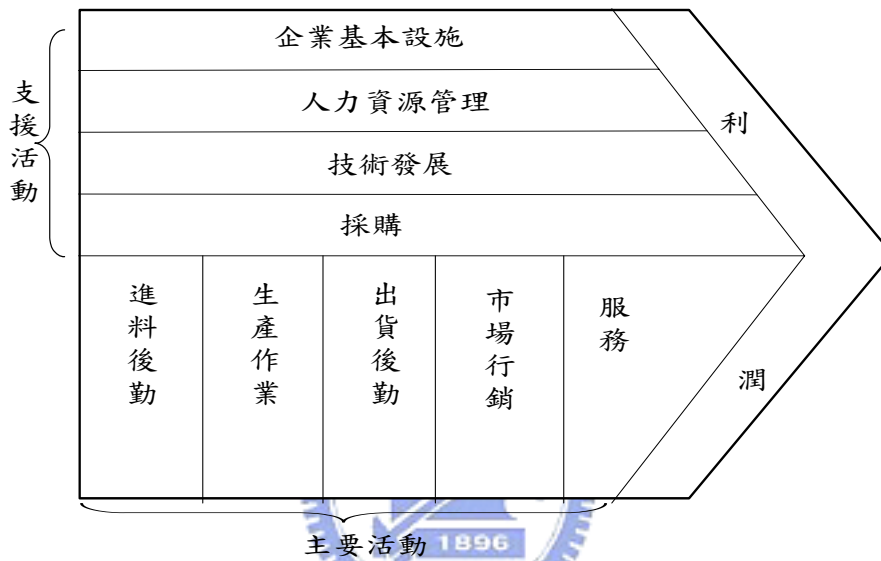 企業基本設施
人力資源管理
技術發展
採購
支援活動
進料後勤
生產作業
出貨後勤
市場行銷
服務
利潤
主要活動
1896